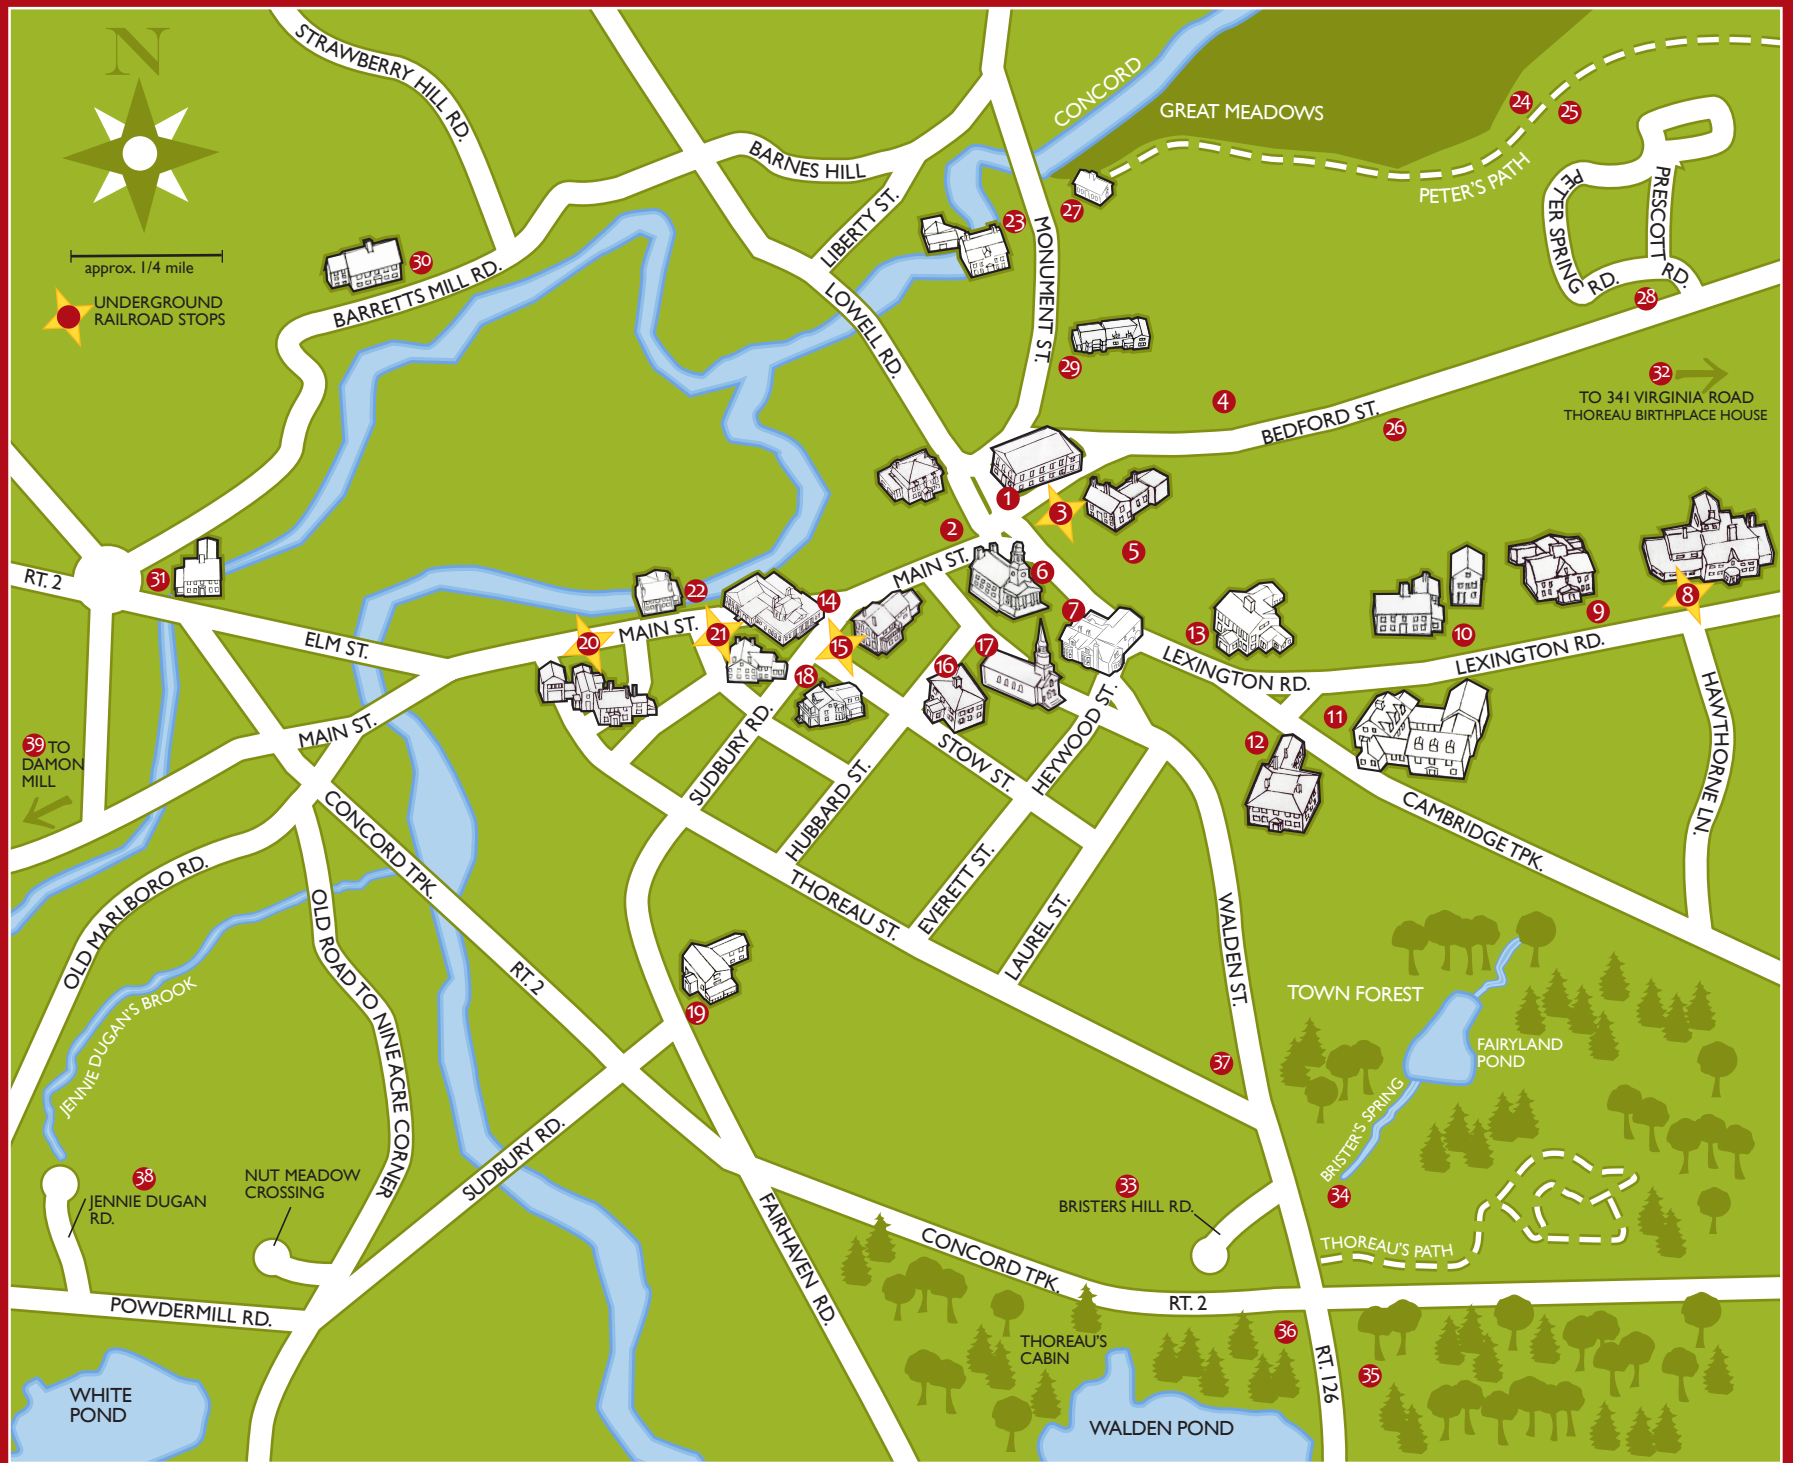 N
approx. 1/4 mile
UNDERGROUND
RAILROAD STOPS
STRAWBERRY HILL RD.
BARNES HILL
LIBERTY ST.
CONCORD
GREAT MEADOWS
24
25
PETER'S PATH
PETER SPRING RD.
PRESCOTT RD.
28
27
23
MONUMENT ST.
30
BARRETTS MILL RD.
LOWELL RD.
29
4
BEDFORD ST.
26
32
TO 341 VIRGINIA ROAD
THOREAU BIRTHPLACE HOUSE
1
2
3
5
6
7
MAIN ST.
RT. 2
31
ELM ST.
22
MAIN ST.
20
21
14
15
18
16
17
13
LEXINGTON RD.
10
9
8
LEXINGTON RD.
HAWTHORNE LN.
11
12
CAMBRIDGE TPK.
39 TO
DAMON
MILL
MAIN ST.
SUDBURY RD.
HUBBARD ST.
STOW ST.
HEYWOOD ST.
EVERETT ST.
LAUREL ST.
THOREAU ST.
WALDEN ST.
CONCORD TPK.
RT. 2
OLD MARLBORO RD.
OLD ROAD TO NINE ACRE CORNER
JENNIE DUGAN'S BROOK
19
37
TOWN FOREST
FAIRYLAND
POND
BRISTER'S SPRING
34
THOREAU'S PATH
33
BRISTERS HILL RD.
38
JENNIE DUGAN
RD.
NUT MEADOW
CROSSING
SUDBURY RD.
FAIRHAVEN RD.
CONCORD TPK.
RT. 2
POWDERMILL RD.
WHITE
POND
THOREAU'S
CABIN
WALDEN POND
36
35
RT. 126